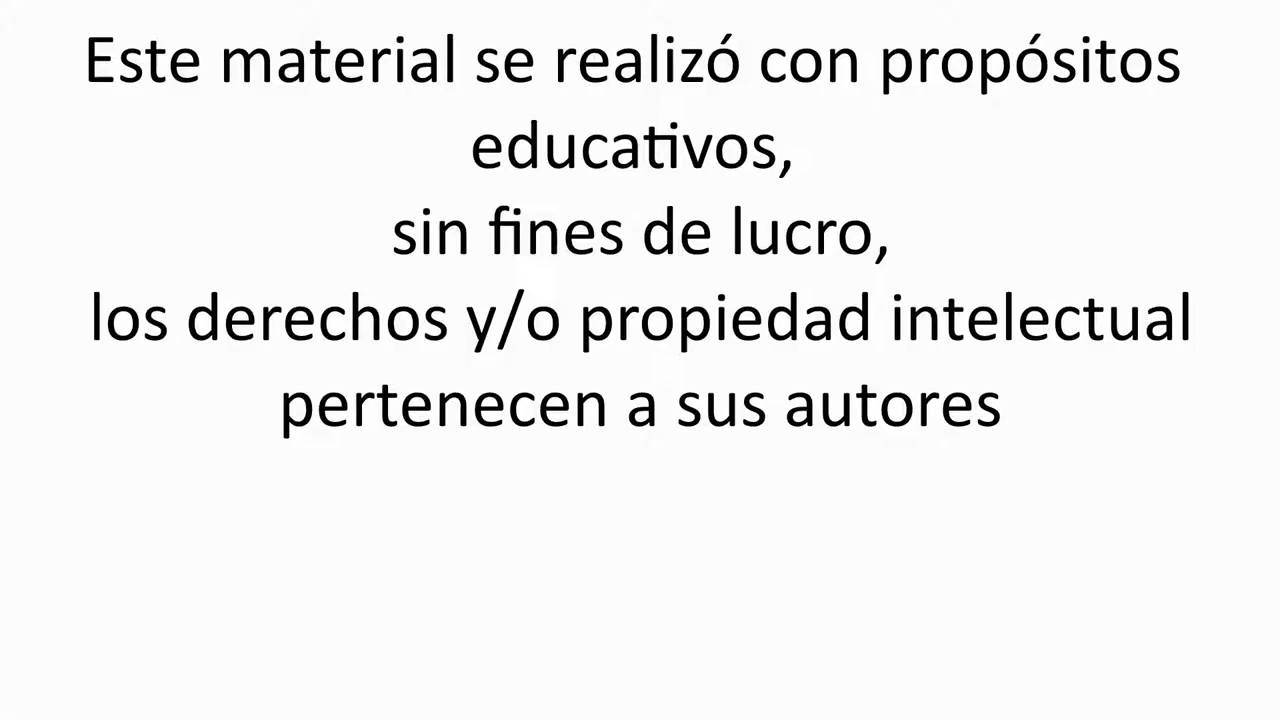 Este material se realizó con propósitos
educativos,
sin fines de lucro,
los derechos y/o propiedad intelectual
pertenecen a sus autores